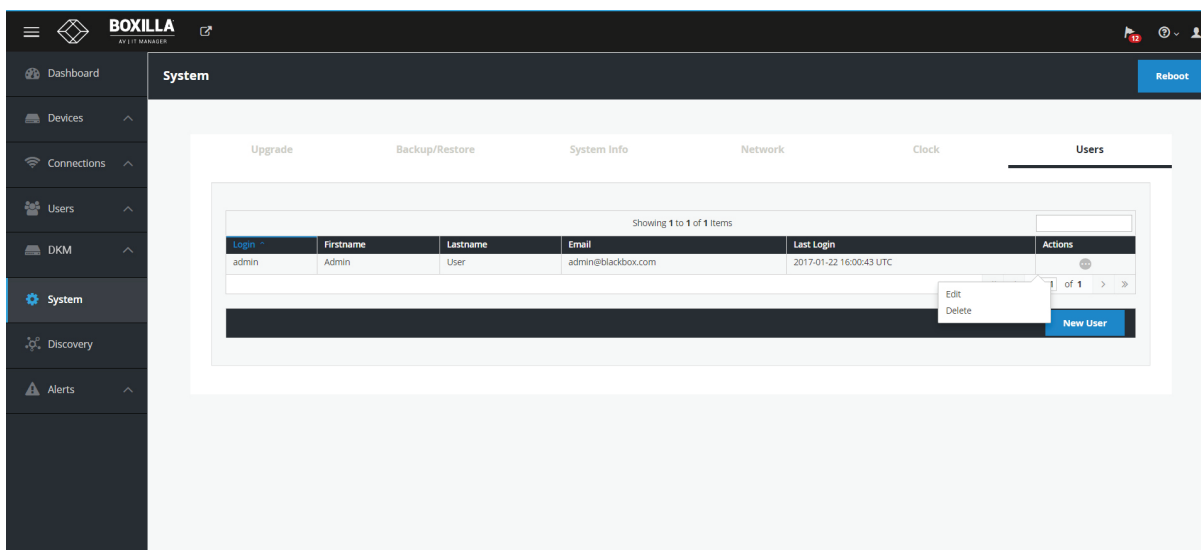 BOXILLA
AV | IT MANAGER
12
Dashboard
Devices
Connections
Users
DKM
System
Discovery
Alerts
System
Reboot
Upgrade Backup/Restore System Info Network Clock Users
Showing 1 to 1 of 1 Items
Login Firstname Lastname Email Last Login Actions
admin Admin User admin@blackbox.com 2017-01-22 16:00:43 UTC
1 of 1
Edit
Delete
New User